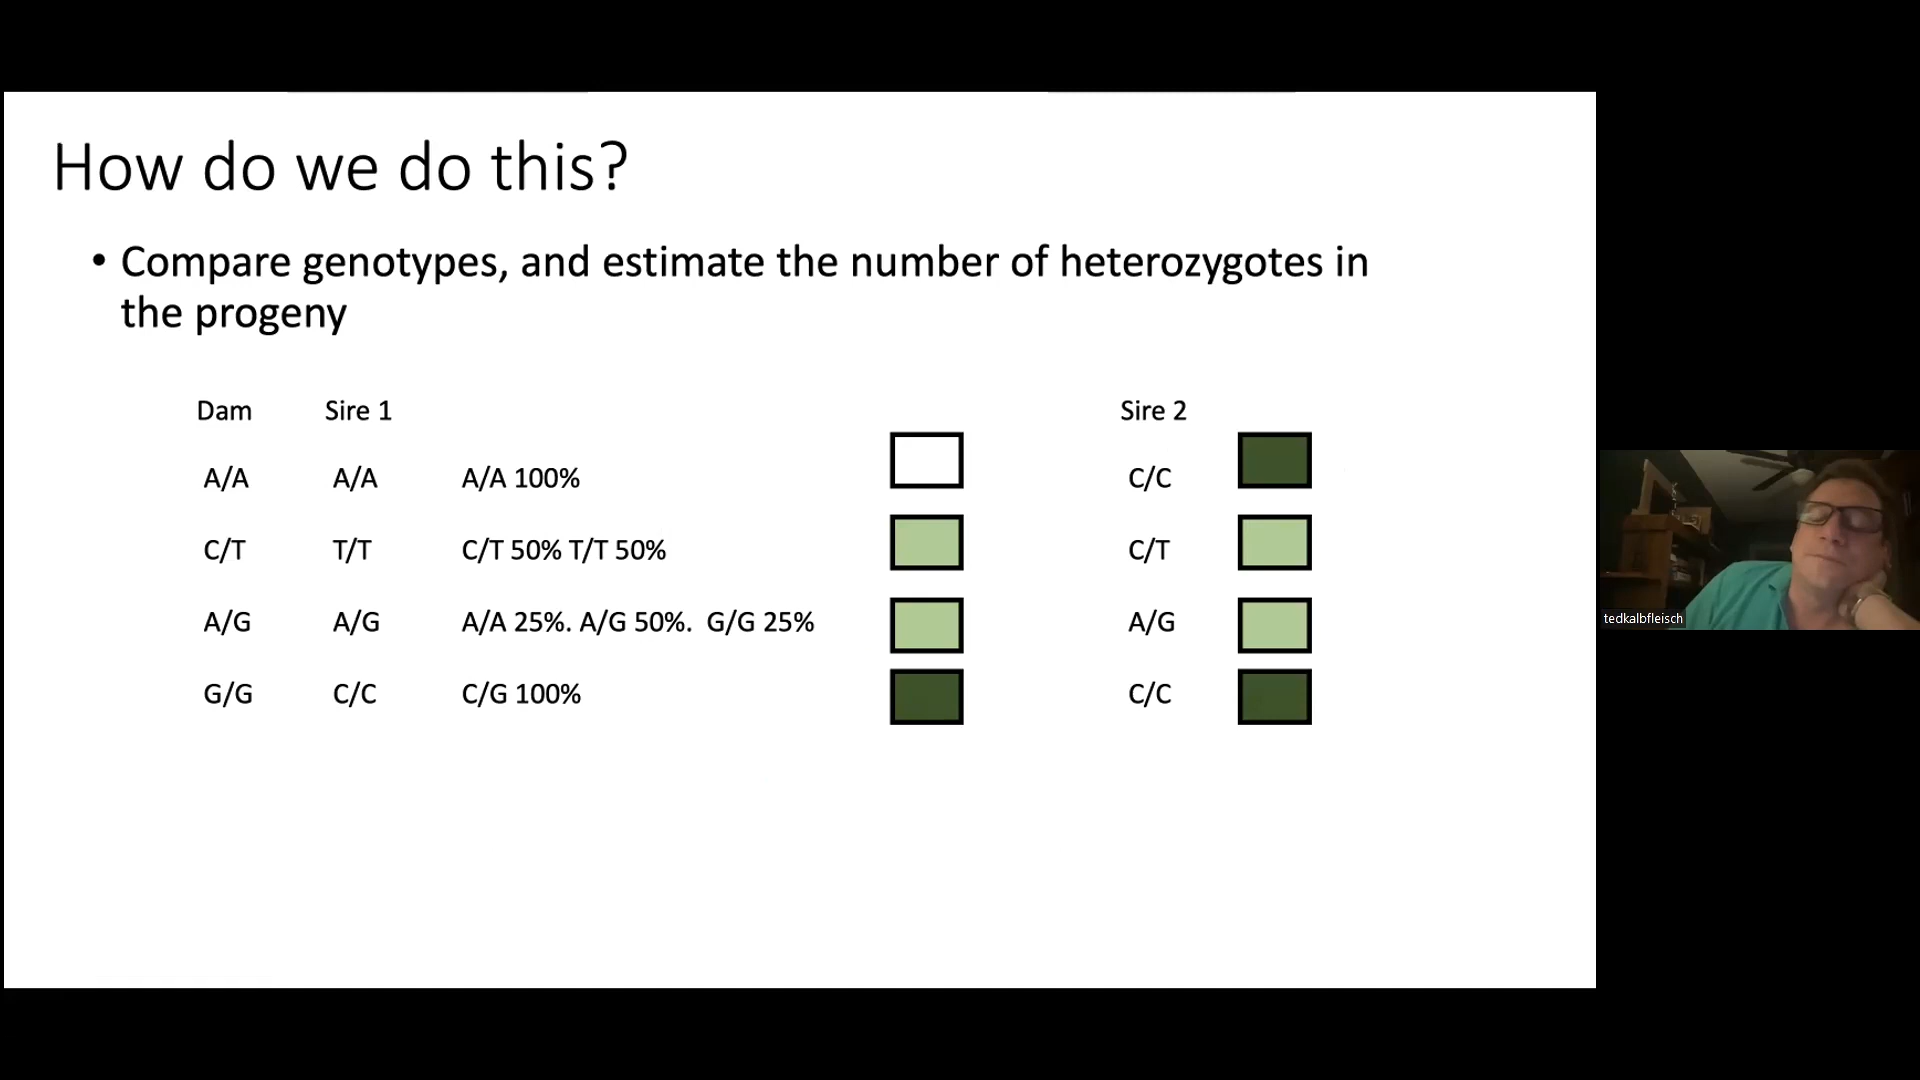 How do we do this?
• Compare genotypes, and estimate the number of heterozygotes in
the progeny
Dam Sire 1 Sire 2
A/A A/A A/A 100% C/C
C/T T/T C/T 50% T/T 50% C/T
A/G A/G A/A 25%. A/G 50%. G/G 25% A/G
G/G C/C C/G 100% C/C
tedkalbfleisch